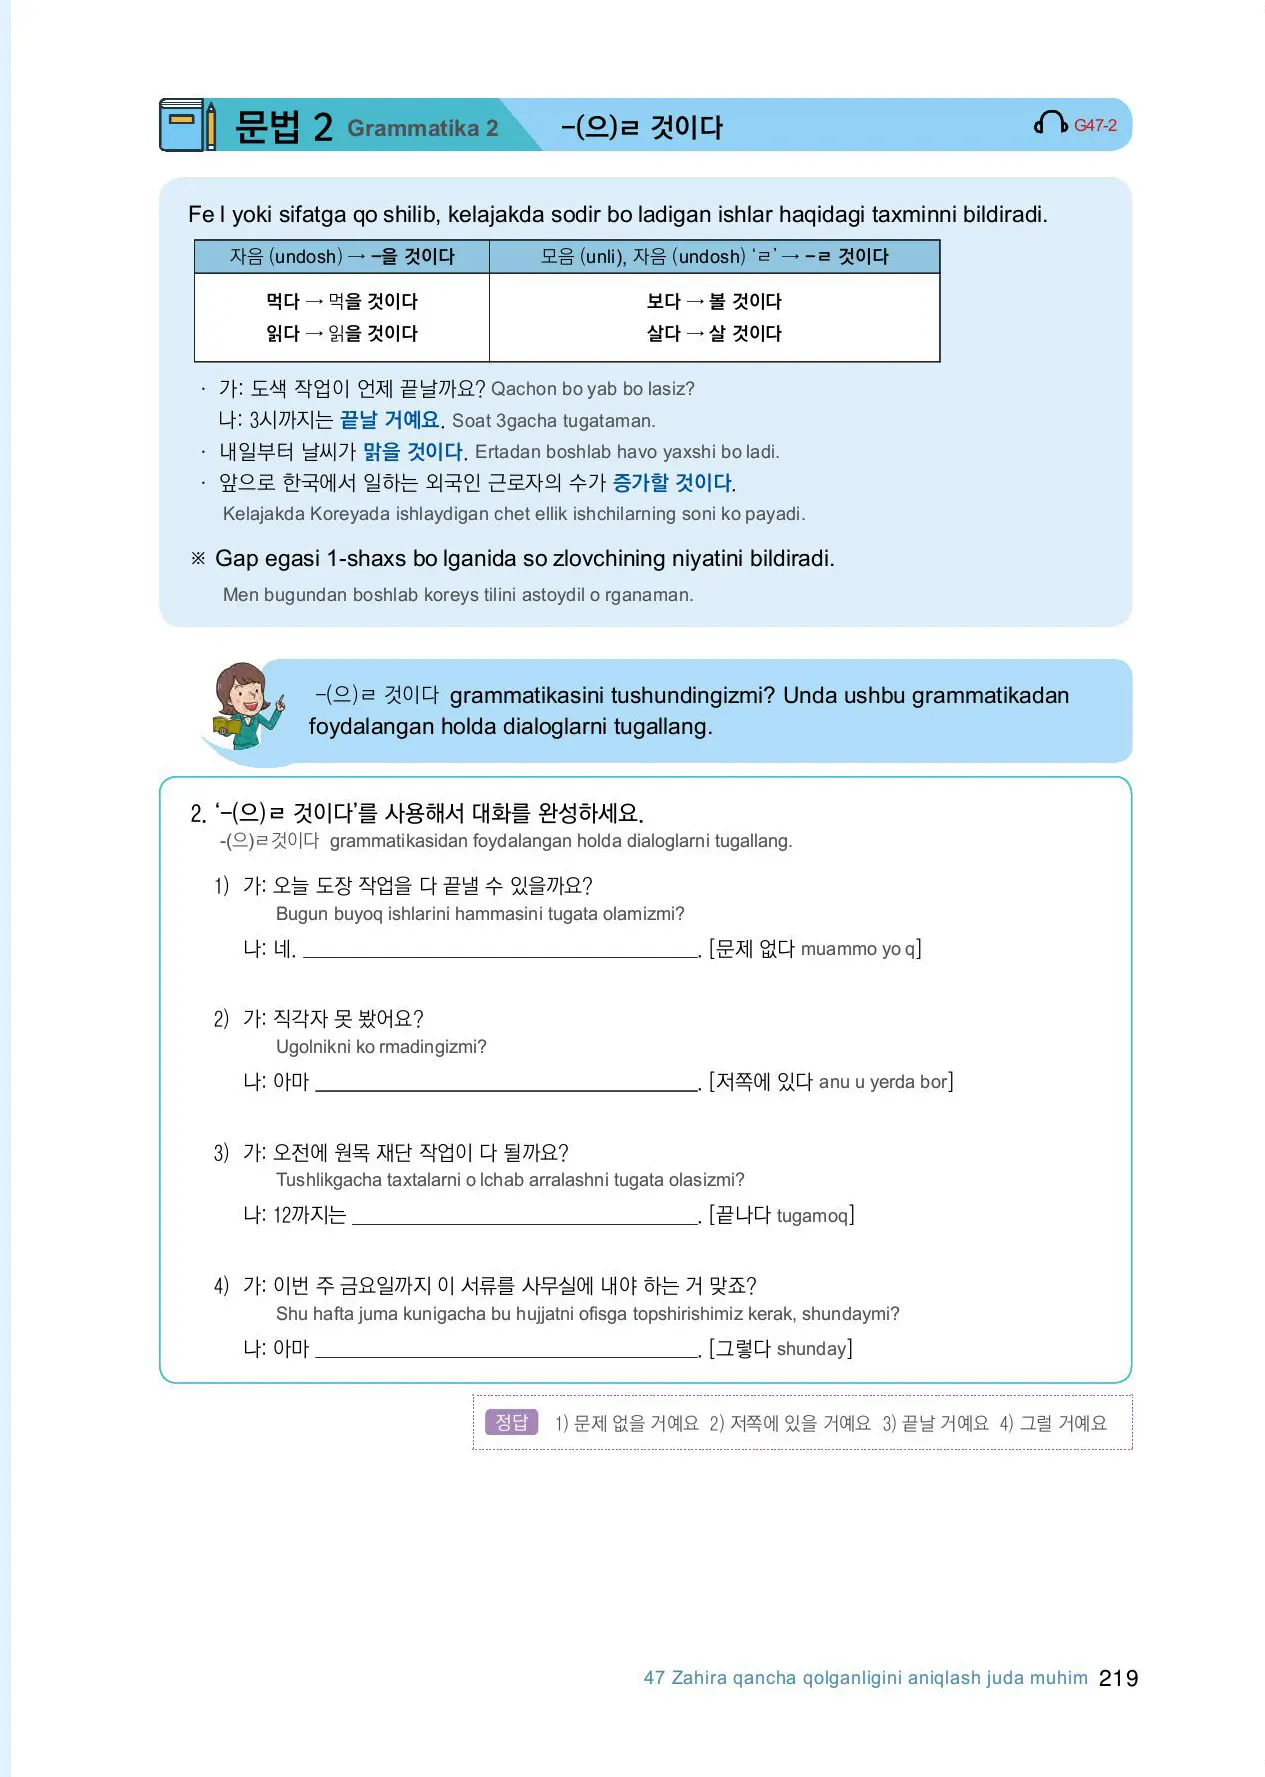 문법 2 Grammatika 2 -(으)ㄹ 것이다 G47-2
Fe l yoki sifatga qo shilib, kelajakda sodir bo ladigan ishlar haqidagi taxminni bildiradi.
자음 (undosh) → -을 것이다 모음 (unli), 자음 (undosh) ‘ㄹ’ → -ㄹ 것이다
먹다 → 먹을 것이다 보다 → 볼 것이다
읽다 → 읽을 것이다 살다 → 살 것이다
· 가: 도색 작업이 언제 끝날까요? Qachon bo yab bo lasiz?
나: 3시까지는 끝날 거예요. Soat 3gacha tugataman.
· 내일부터 날씨가 맑을 것이다. Ertadan boshlab havo yaxshi bo ladi.
· 앞으로 한국에서 일하는 외국인 근로자의 수가 증가할 것이다.
Kelajakda Koreyada ishlaydigan chet ellik ishchilarning soni ko payadi.
※ Gap egasi 1-shaxs bo lganida so zlovchining niyatini bildiradi.
Men bugundan boshlab koreys tilini astoydil o rganaman.
-(으)ㄹ 것이다 grammatikasini tushundingizmi? Unda ushbu grammatikadan
foydalangan holda dialoglarni tugallang.
2. ‘-(으)ㄹ 것이다’를 사용해서 대화를 완성하세요.
-(으)ㄹ것이다 grammatikasidan foydalangan holda dialoglarni tugallang.
1) 가: 오늘 도장 작업을 다 끝낼 수 있을까요?
Bugun buyoq ishlarini hammasini tugata olamizmi?
나: 네. ____________________. [문제 없다 muammo yo q]
2) 가: 직각자 못 봤어요?
Ugolnikni ko rmadingizmi?
나: 아마 ____________________. [저쪽에 있다 anu u yerda bor]
3) 가: 오전에 원목 재단 작업이 다 될까요?
Tushlikgacha taxtalarni o lchab arralashni tugata olasizmi?
나: 12까지는 ____________________. [끝나다 tugamoq]
4) 가: 이번 주 금요일까지 이 서류를 사무실에 내야 하는 거 맞죠?
Shu hafta juma kunigacha bu hujjatni ofisga topshirishimiz kerak, shundaymi?
나: 아마 ____________________. [그렇다 shunday]
정답 1) 문제 없을 거예요 2) 저쪽에 있을 거예요 3) 끝날 거예요 4) 그럴 거예요
47 Zahira qancha qolganligini aniqlash juda muhim 219